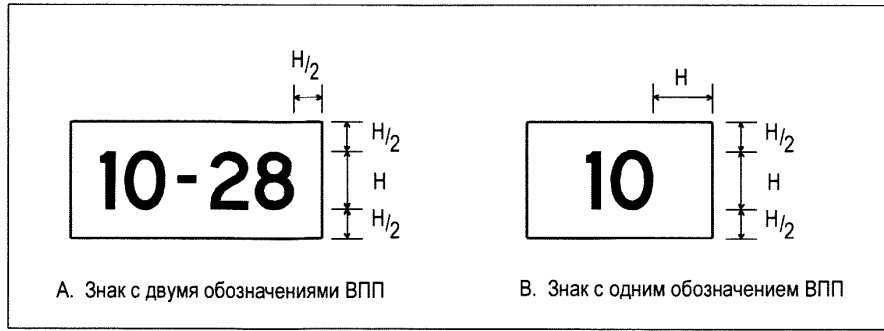 H/2
H
H/2
H/2
10-28
H
10
H
H/2
H/2
A. Знак с двумя обозначениями ВПП
B. Знак с одним обозначением ВПП